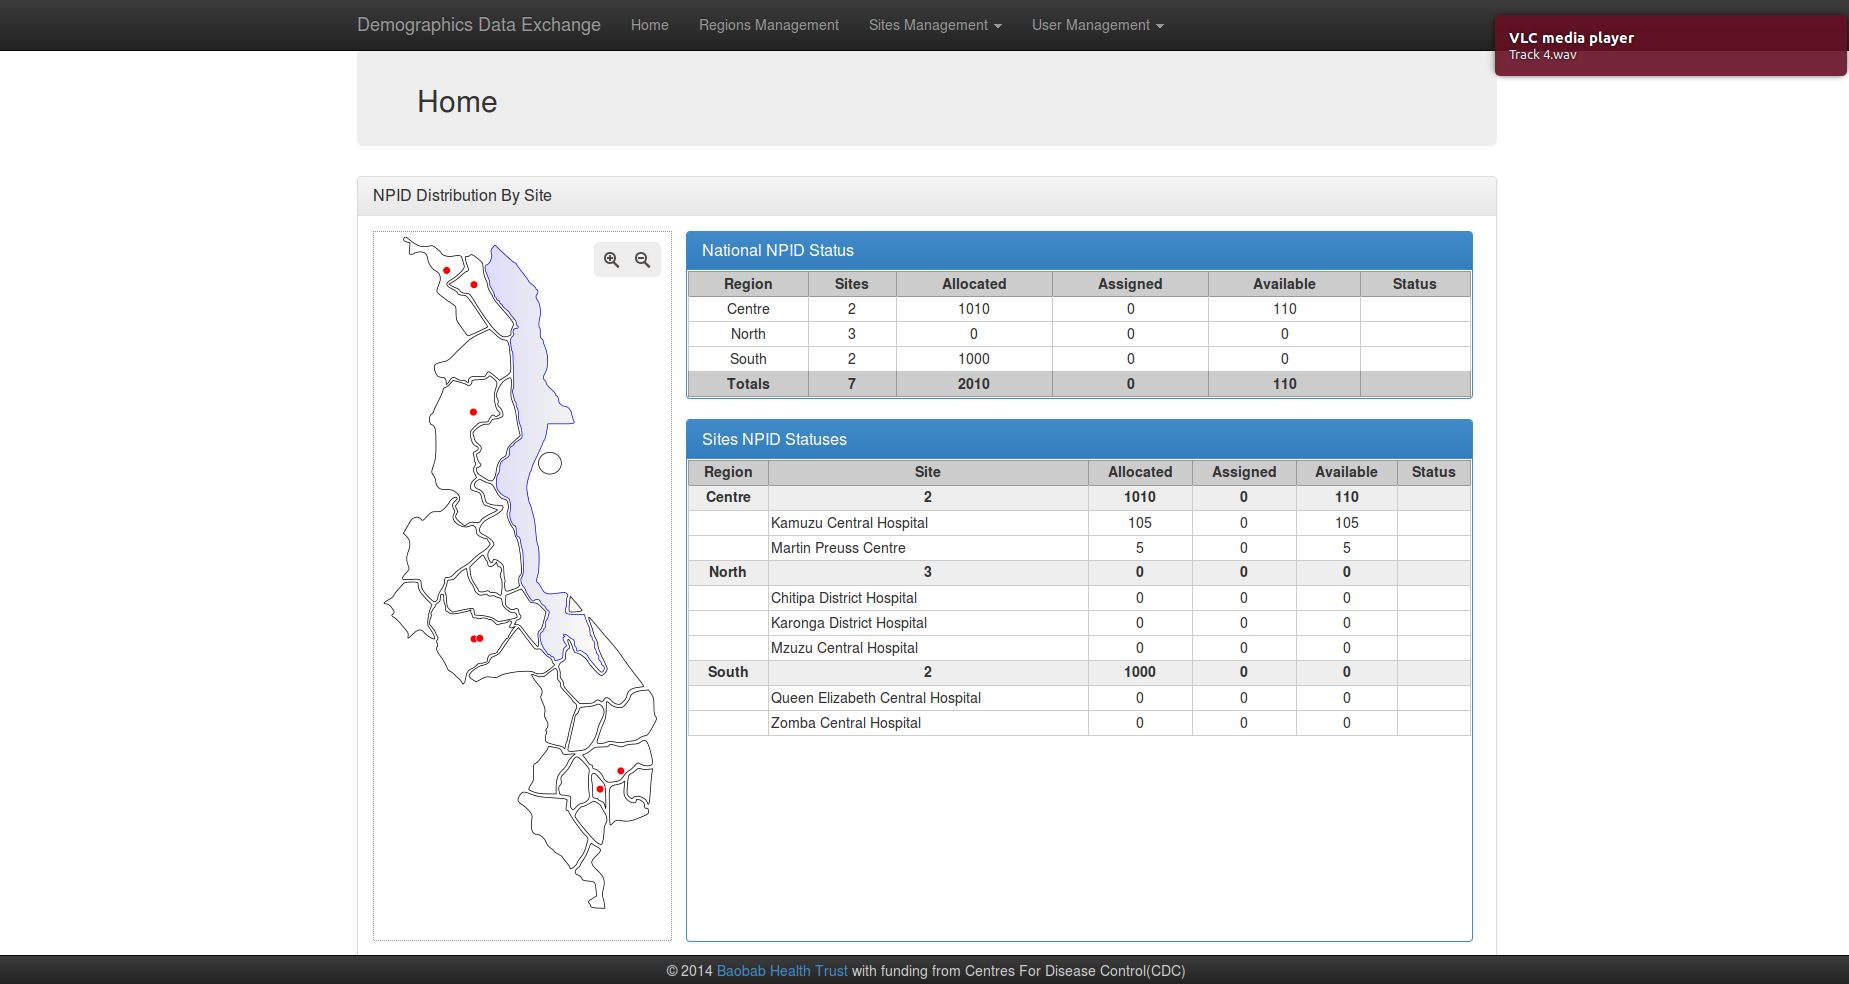 Demographics Data Exchange Home Regions Management Sites Management User Management
VLC media player
Track 4.wav
Home
NPID Distribution By Site
National NPID Status
Region Sites Allocated Assigned Available Status
Centre 2 1010 0 110
North 3 0 0 0
South 2 1000 0 0
Totals 7 2010 0 110
Sites NPID Statuses
Region Site Allocated Assigned Available Status
Centre 2 1010 0 110
Kamuzu Central Hospital 105 0 105
Martin Preuss Centre 5 0 5
North 3 0 0 0
Chitipa District Hospital 0 0 0
Karonga District Hospital 0 0 0
Mzuzu Central Hospital 0 0 0
South 2 1000 0 0
Queen Elizabeth Central Hospital 0 0 0
Zomba Central Hospital 0 0 0
© 2014 Baobab Health Trust with funding from Centres For Disease Control(CDC)